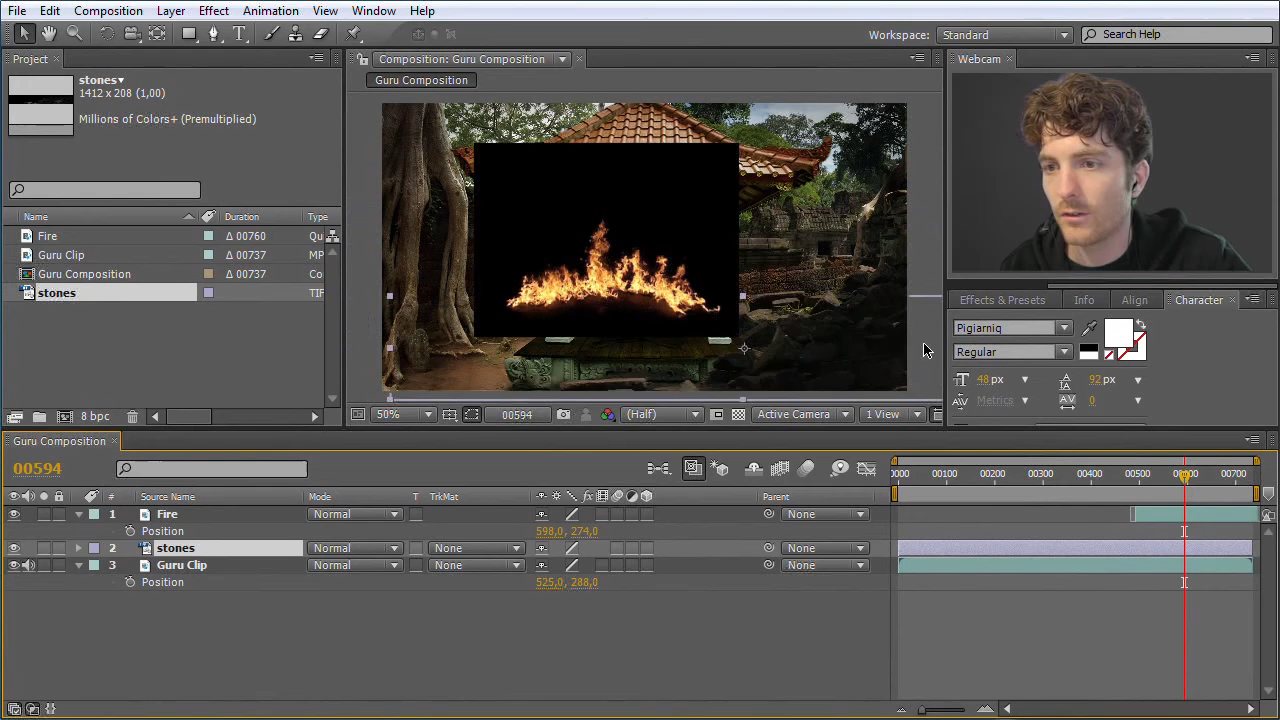 File Edit Composition Layer Effect Animation View Window Help
Workspace: Standard Search Help
Project
stones
1412 x 208 (1,00)
Millions of Colors+ (Premultiplied)
Name Duration Type
Fire Δ 00760 Qu
Guru Clip Δ 00737 MP
Guru Composition Δ 00737 Co
stones TIF
8 bpc
Composition: Guru Composition
Guru Composition
50% 00594 (Half) Active Camera 1 View
Webcam
Effects & Presets Info Align Character
Pigiarniq
Regular
48 px 92 px
Metrics 0
Guru Composition
00594
0000 00100 00200 00300 00400 00500 00600 00700
# Source Name Mode T TrkMat Parent
1 Fire Normal None
Position 598,0, 274,0
2 stones Normal None None
3 Guru Clip Normal None None
Position 525,0, 288,0